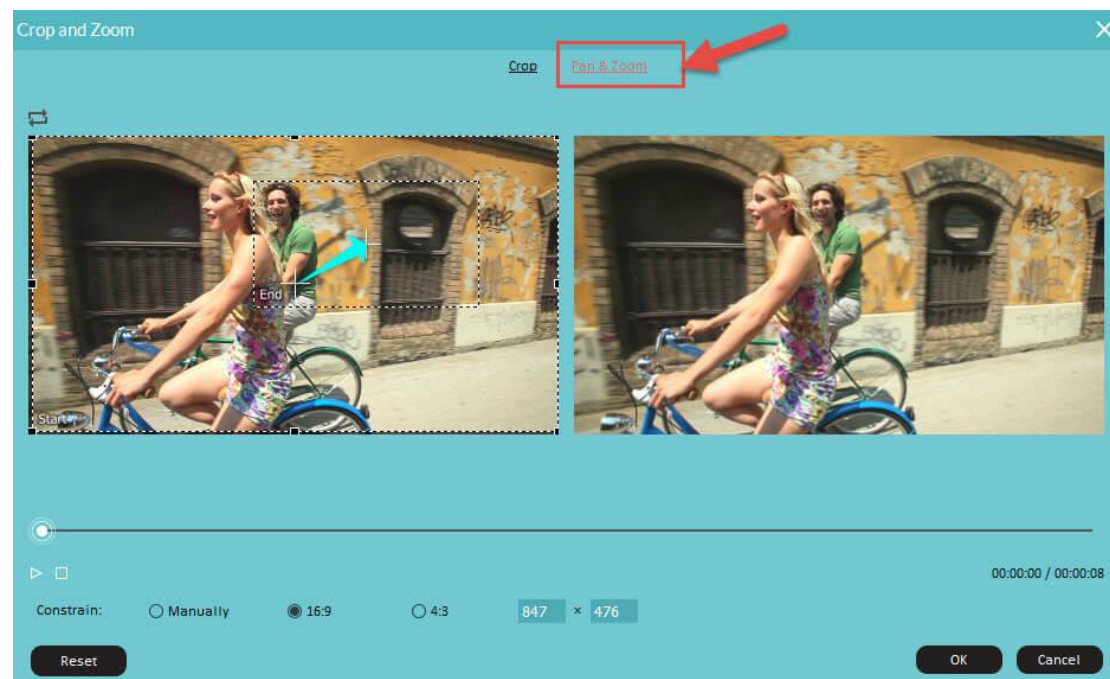 Crop and Zoom
Crop Pan & Zoom
End
Start
00:00:00 / 00:00:08
Constrain: Manually 16:9 4:3 847 × 476
Reset OK Cancel